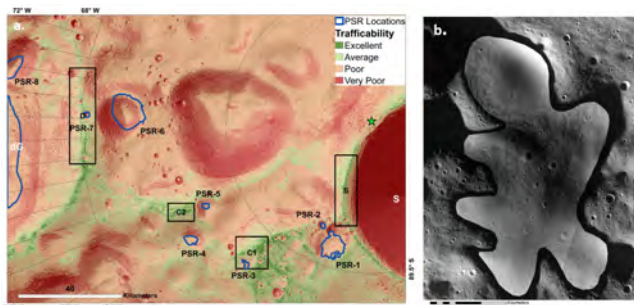 72° W 68° W
a.
PSR Locations
Trafficability
Excellent
Average
Poor
Very Poor
b.
PSR-8
PSR-7
PSR-6
dG
PSR-5
C2
S
S
PSR-2
PSR-4
C1
PSR-3
PSR-1
89.5° S
40
Kilometers